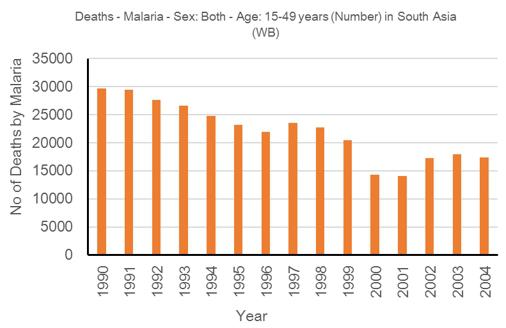 Deaths - Malaria - Sex: Both - Age: 15-49 years (Number) in South Asia
(WB)
No of Deaths by Malaria
35000
30000
25000
20000
15000
10000
5000
0
1990 1991 1992 1993 1994 1995 1996 1997 1998 1999 2000 2001 2002 2003 2004
Year